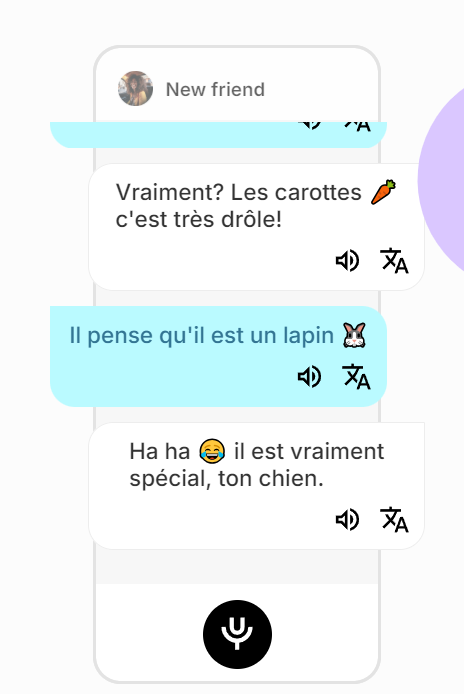 New friend
Vraiment? Les carottes 🥕
c'est très drôle!
Il pense qu'il est un lapin 🐰
Ha ha 😂 il est vraiment
spécial, ton chien.